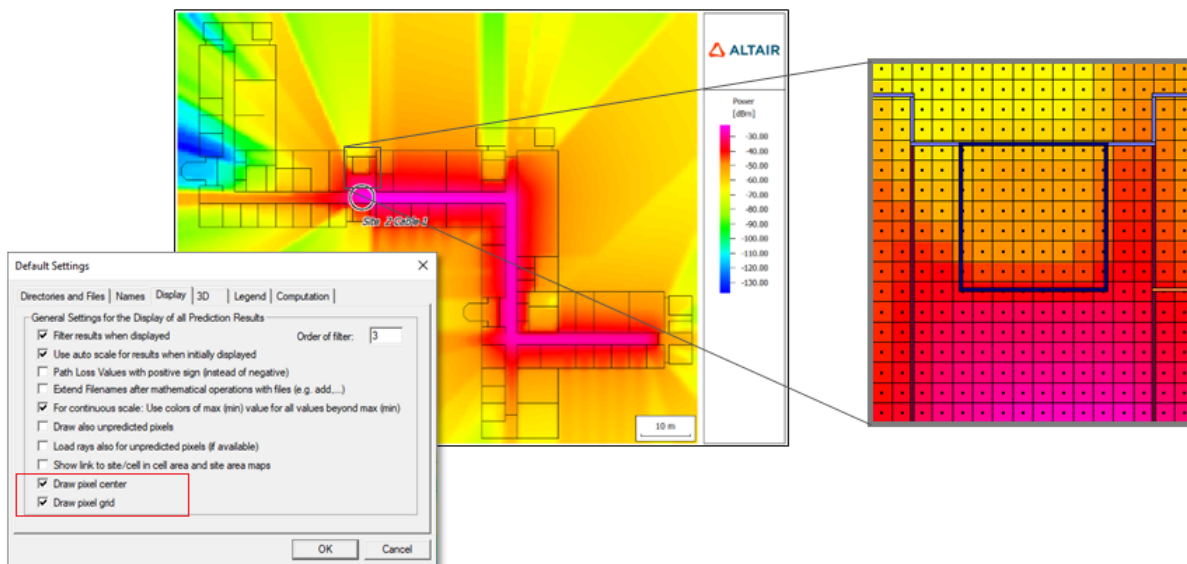 ALTAIR
Power
[dBm]
-30.00
-40.00
-50.00
-60.00
-70.00
-80.00
-90.00
-100.00
-110.00
-120.00
-130.00
Site 2 Cable 1
10 m
Default Settings
Directories and Files Names Display 3D Legend Computation
General Settings for the Display of all Prediction Results
Filter results when displayed Order of filter: 3
Use auto scale for results when initially displayed
Path Loss Values with positive sign (instead of negative)
Extend Filenames after mathematical operations with files (e.g. add,...)
For continuous scale: Use colors of max (min) value for all values beyond max (min)
Draw also unpredicted pixels
Load rays also for unpredicted pixels (if available)
Show link to site/cell in cell area and site area maps
Draw pixel center
Draw pixel grid
OK Cancel